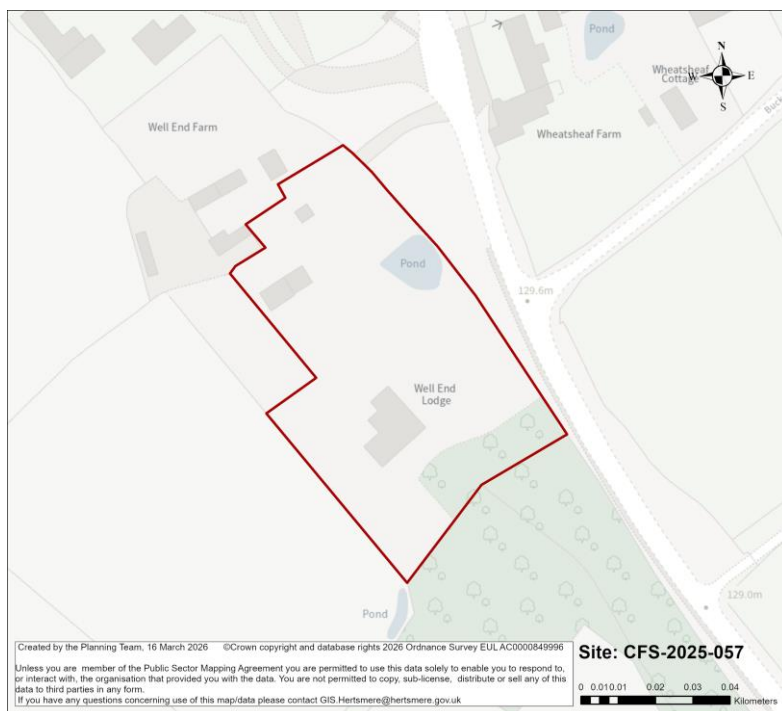 Pond
N
W E
S
Wheatsheaf
Cottage
Well End Farm
Wheatsheaf Farm
Buck
Pond
129.6m
Well End
Lodge
129.0m
Pond
Created by the Planning Team, 16 March 2026 ©Crown copyright and database rights 2026 Ordnance Survey EUL AC0000849996
Unless you are member of the Public Sector Mapping Agreement you are permitted to use this data solely to enable you to respond to,
or interact with, the organisation that provided you with the data. You are not permitted to copy, sub-license, distribute or sell any of this
data to third parties in any form.
If you have any questions concerning use of this map/data please contact GIS.Hertsmere@hertsmere.gov.uk
Site: CFS-2025-057
0 0.01 0.01 0.02 0.03 0.04
Kilometers